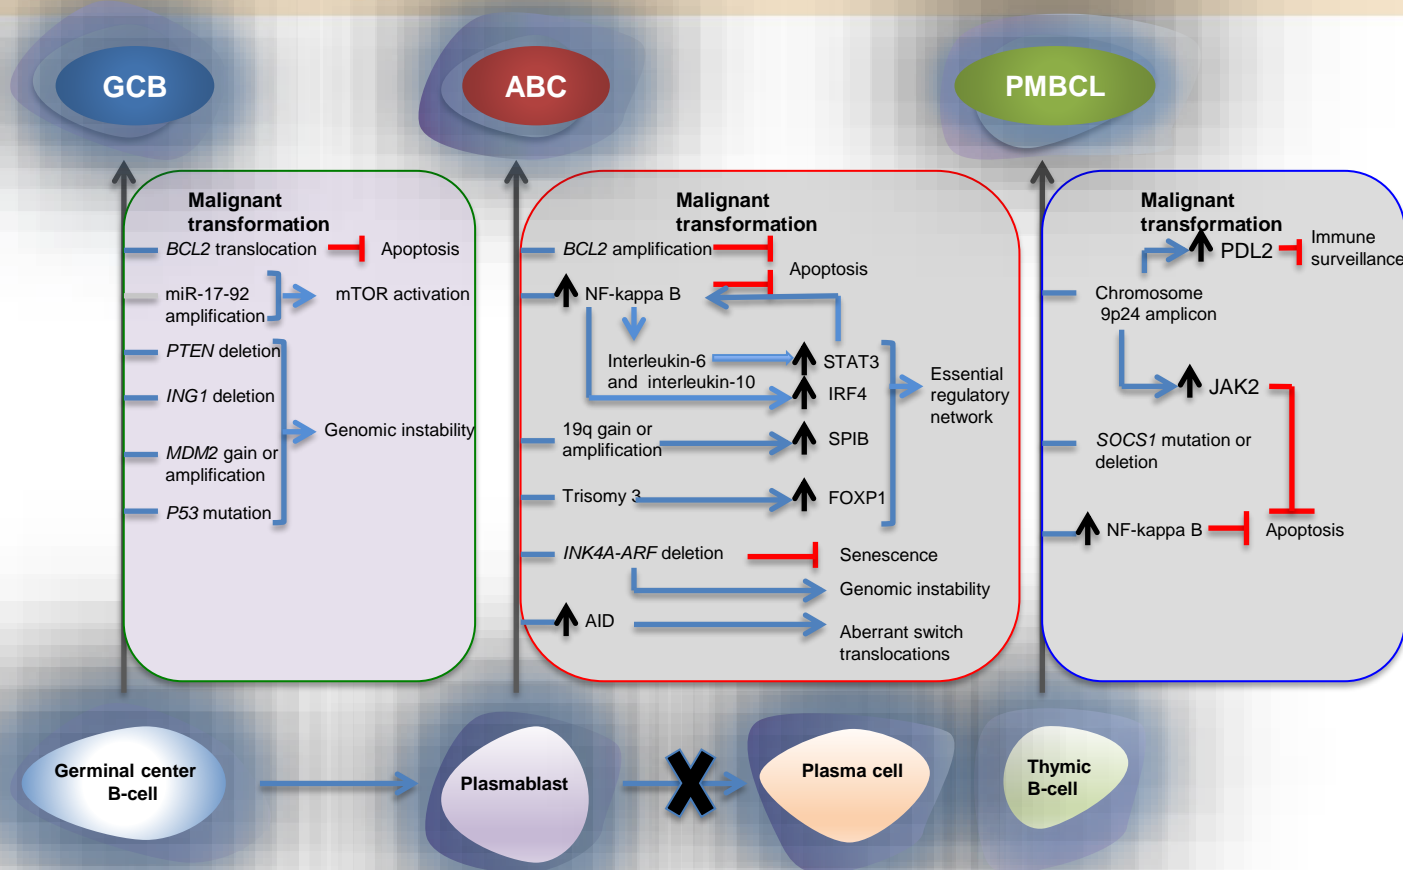 GCB
ABC
PMBCL
Malignant
transformation
BCL2 translocation
Apoptosis
miR-17-92
amplification
mTOR activation
PTEN deletion
ING1 deletion
Genomic instability
MDM2 gain or
amplification
P53 mutation
Malignant
transformation
BCL2 amplification
Apoptosis
NF-kappa B
Interleukin-6
and interleukin-10
STAT3
IRF4
Essential
regulatory
network
19q gain or
amplification
SPIB
Trisomy 3
FOXP1
INK4A-ARF deletion
Senescence
Genomic instability
AID
Aberrant switch
translocations
Malignant
transformation
PDL2
Immune
surveillance
Chromosome
9p24 amplicon
JAK2
SOCS1 mutation or
deletion
NF-kappa B
Apoptosis
Germinal center
B-cell
Plasmablast
Plasma cell
Thymic
B-cell